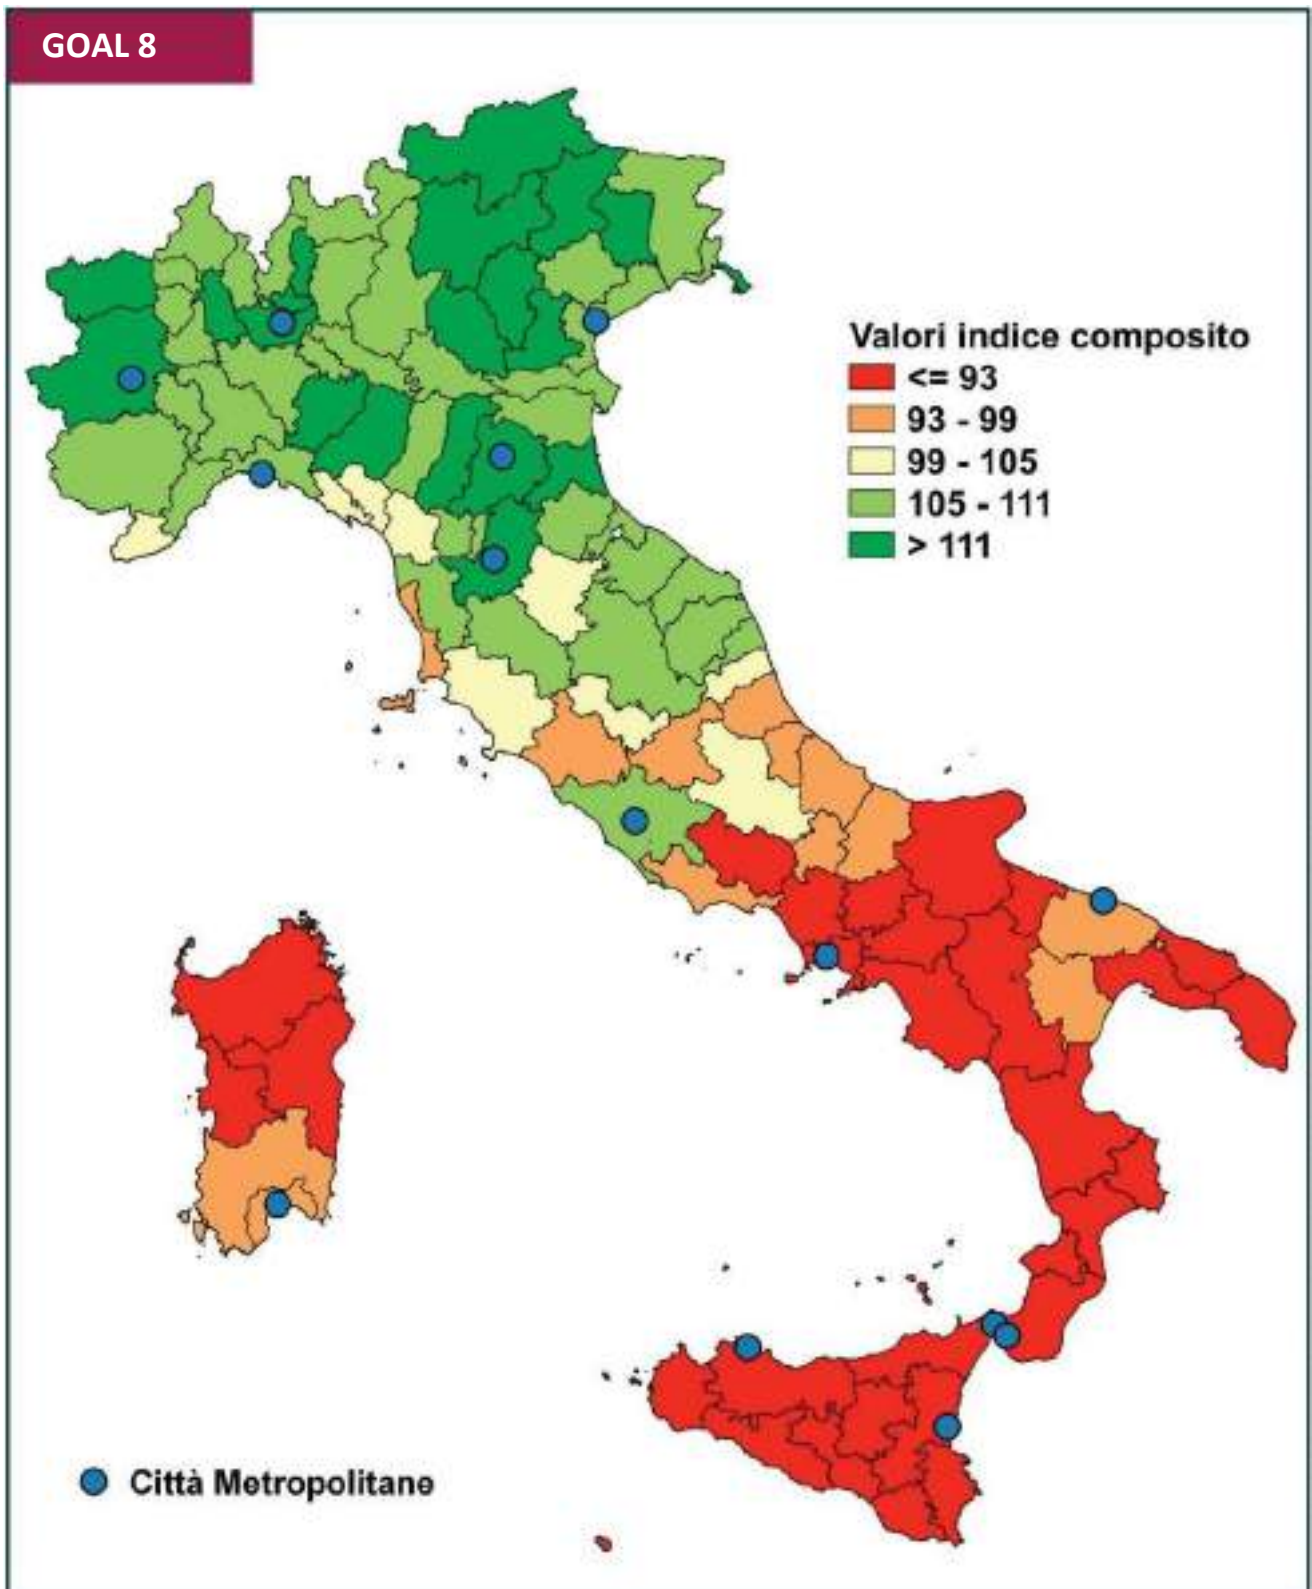 GOAL 8
Valori indice composito
<= 93
93 - 99
99 - 105
105 - 111
> 111
Città Metropolitane